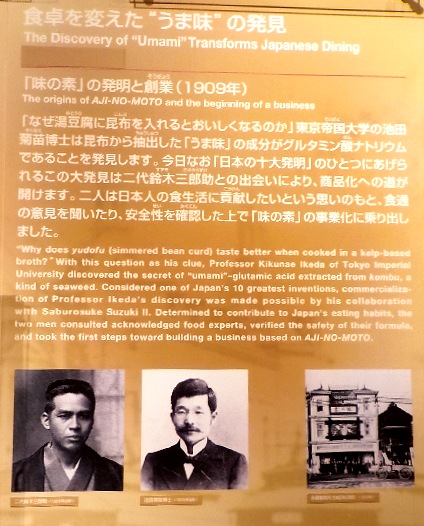 食卓を変えた“うま味”の発見
The Discovery of “Umami” Transforms Japanese Dining
「味の素」の発明と創業（1909年）
The origins of AJI-NO-MOTO and the beginning of a business
「なぜ湯豆腐に昆布を入れるとおいしくなるのか」東京帝国大学の池田
菊苗博士は昆布から抽出した「うま味」の成分がグルタミン酸ナトリウム
であることを発見します。今日なお「日本の十大発明」のひとつにあげら
れるこの大発見は二代鈴木三郎助との出会いにより、商品化への道が
開けます。二人は日本人の食生活に貢献したいという思いのもと、食通
の意見を聞いたり、安全性を確認した上で「味の素」の事業化に乗り出し
ました。
“Why does yudofu (simmered bean curd) taste better when cooked in a kelp-based
broth?” With this question as his clue, Professor Kikunae Ikeda of Tokyo Imperial
University discovered the secret of “umami”–glutamic acid extracted from kombu, a
kind of seaweed. Considered one of Japan’s 10 greatest inventions, commercializa-
tion of Professor Ikeda’s discovery was made possible by his collaboration
with Saburosuke Suzuki II. Determined to contribute to Japan’s eating habits, the
two men consulted acknowledged food experts, verified the safety of their formula,
and took the first steps toward building a business based on AJI-NO-MOTO.